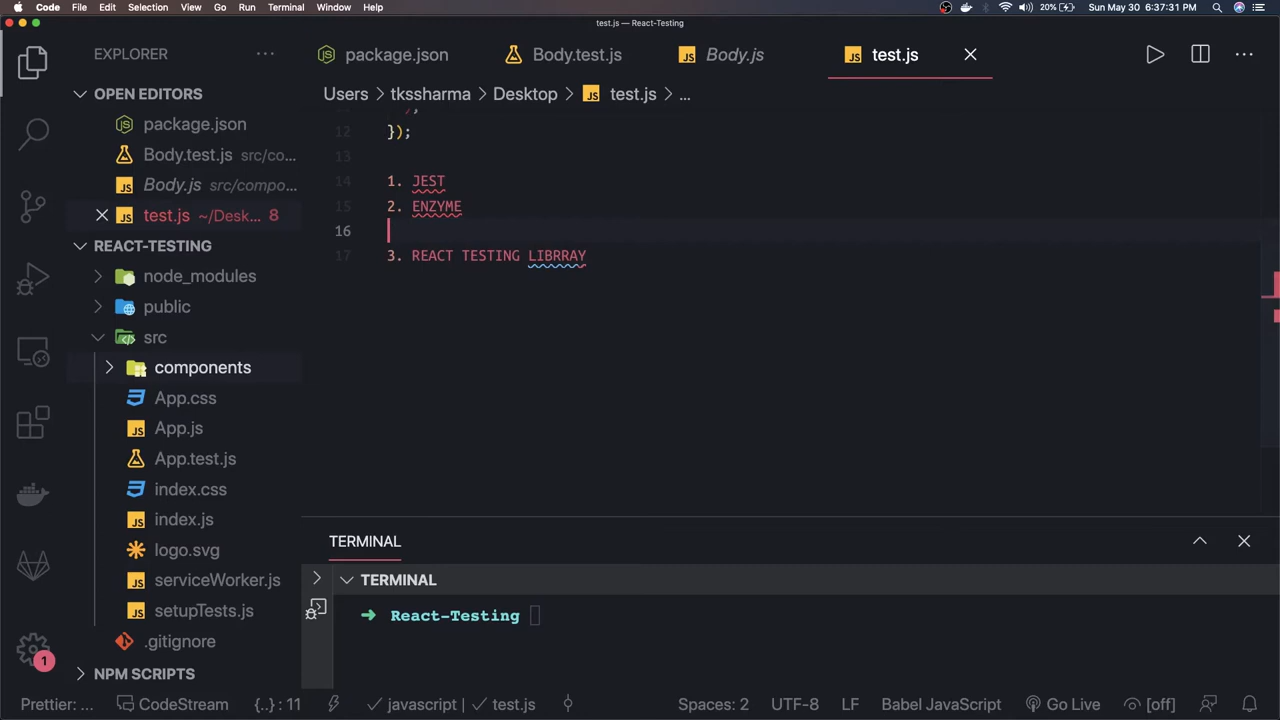 Code File Edit Selection View Go Run Terminal Window Help 20% Sun May 30 6:37:31 PM
test.js — React-Testing
EXPLORER ... package.json Body.test.js Body.js test.js
Users > tkssharma > Desktop > test.js > ...
OPEN EDITORS
package.json
Body.test.js src/co...
Body.js src/compo...
test.js ~/Desk... 8
REACT-TESTING
node_modules
public
src
components
App.css
App.js
App.test.js
index.css
index.js
logo.svg
serviceWorker.js
setupTests.js
.gitignore
NPM SCRIPTS
12 });
13
14 1. JEST
15 2. ENZYME
16
17 3. REACT TESTING LIBRRAY
TERMINAL
TERMINAL
➜ React-Testing
1
Prettier: ... CodeStream {..} : 11 javascript | ✓ test.js Spaces: 2 UTF-8 LF Babel JavaScript Go Live [off]